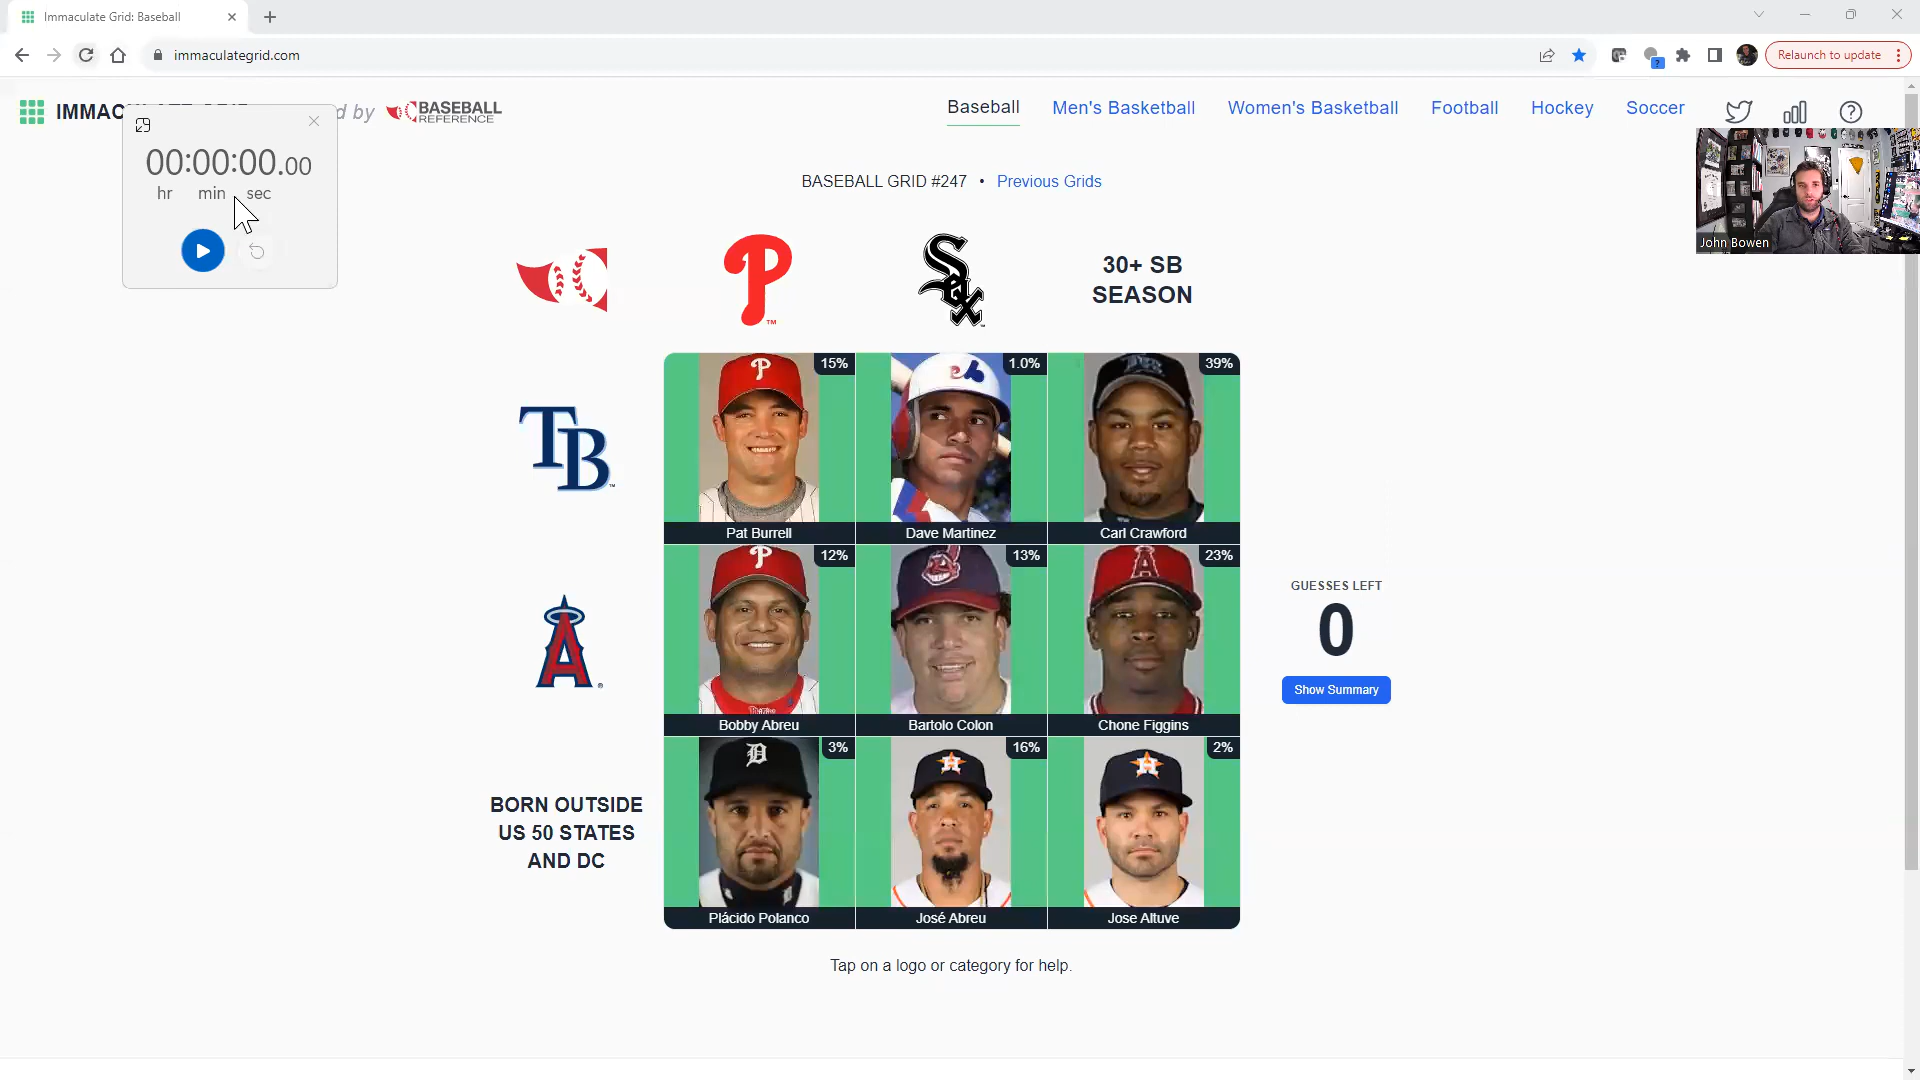 Immaculate Grid: Baseball
immaculategrid.com
Relaunch to update
IMMAC
d by
BASEBALL
REFERENCE
Baseball
Men's Basketball
Women's Basketball
Football
Hockey
Soccer
00:00:00.00
hr min sec
BASEBALL GRID #247 • Previous Grids
John Bowen
P
Sox
30+ SB
SEASON
TB
15%
Pat Burrell
1.0%
Dave Martinez
39%
Carl Crawford
A
12%
Bobby Abreu
13%
Bartolo Colon
23%
Chone Figgins
BORN OUTSIDE
US 50 STATES
AND DC
3%
Plácido Polanco
16%
José Abreu
2%
Jose Altuve
GUESSES LEFT
0
Show Summary
Tap on a logo or category for help.